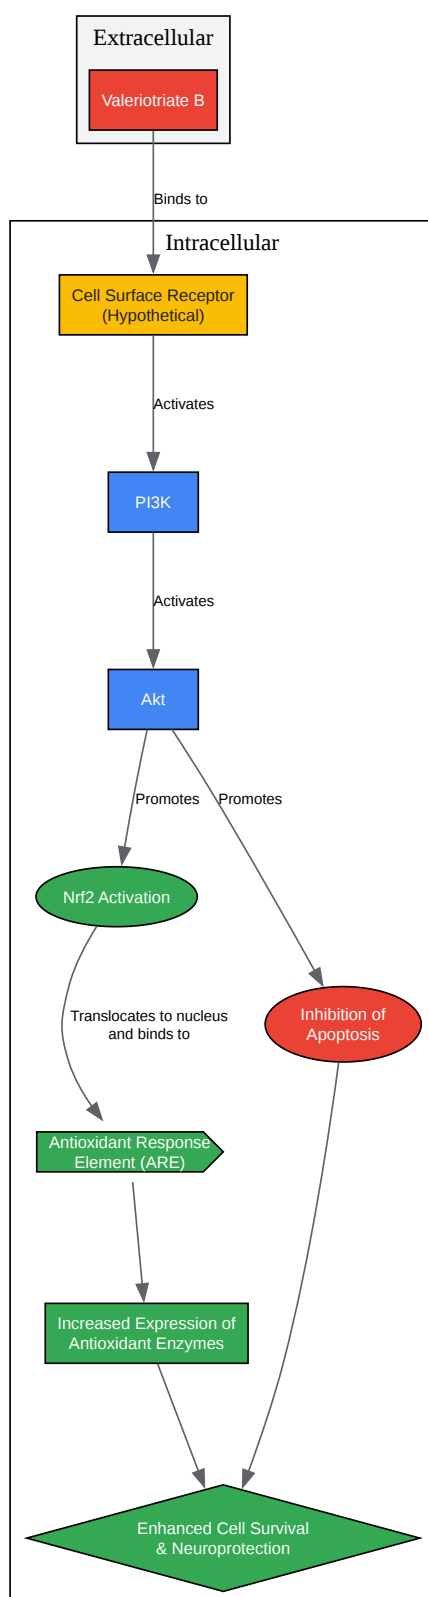 Extracellular
Valeriotriate B
Binds to
Intracellular
Cell Surface Receptor
(Hypothetical)
Activates
PI3K
Activates
Akt
Promotes
Promotes
Nrf2 Activation
Translocates to nucleus
and binds to
Inhibition of
Apoptosis
Antioxidant Response
Element (ARE)
Increased Expression of
Antioxidant Enzymes
Enhanced Cell Survival
& Neuroprotection